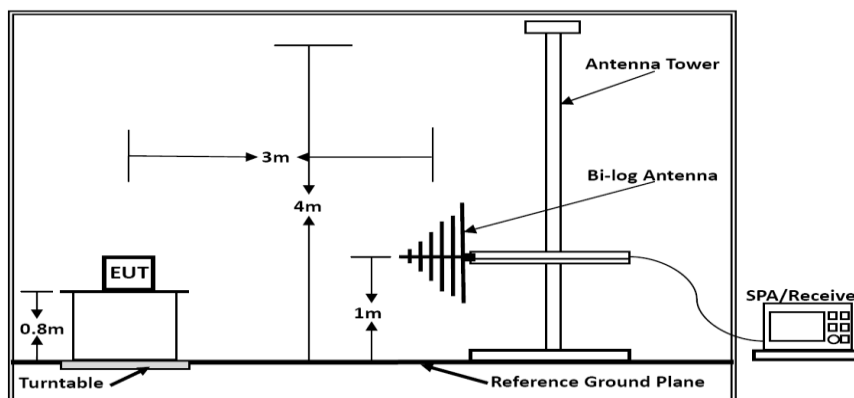 Antenna Tower
3m
Bi-log Antenna
4m
EUT
SPA/Receive
0.8m
1m
Turntable
Reference Ground Plane